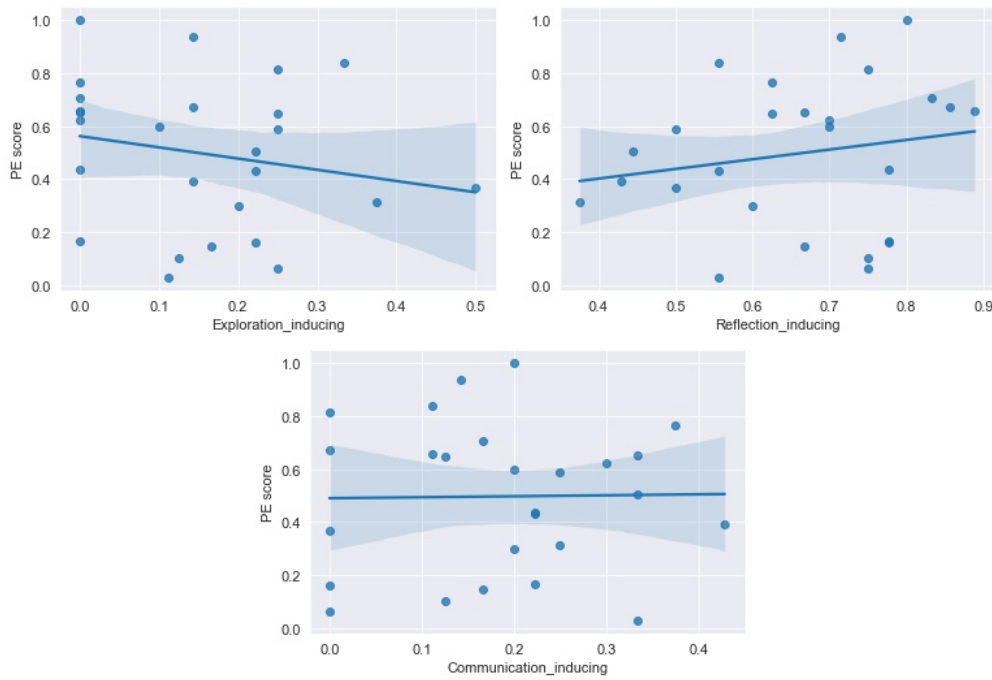 1.0
0.8
0.6
0.4
0.2
0.0
PE score
0.0 0.1 0.2 0.3 0.4 0.5
Exploration_inducing
1.0
0.8
0.6
0.4
0.2
0.0
PE score
0.4 0.5 0.6 0.7 0.8 0.9
Reflection_inducing
1.0
0.8
0.6
0.4
0.2
0.0
PE score
0.0 0.1 0.2 0.3 0.4
Communication_inducing